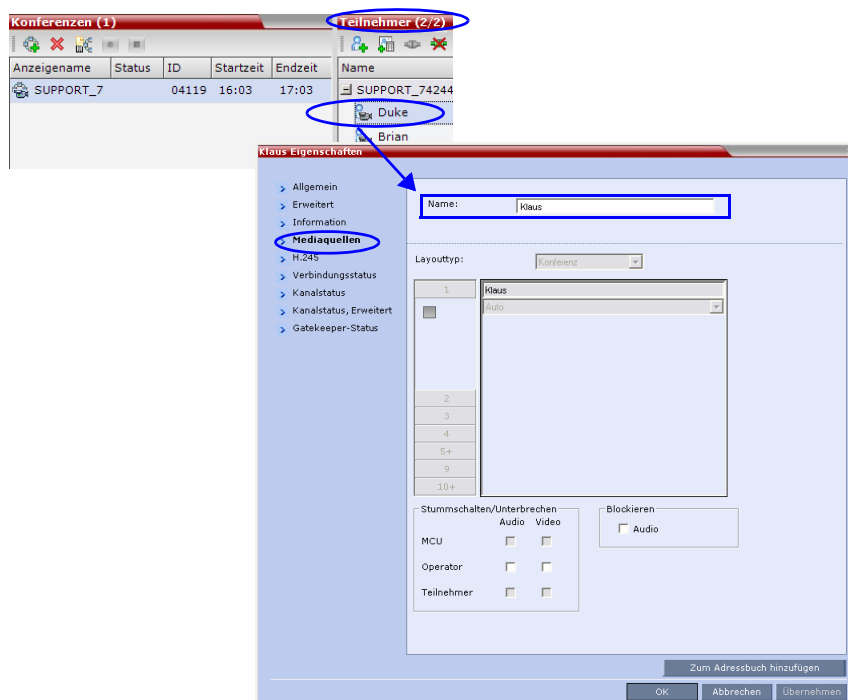 Konferenzen (1)
Anzeigename Status ID Startzeit Endzeit
SUPPORT_7 04119 16:03 17:03
Teilnehmer (2/2)
Name
SUPPORT_74244
Duke
Brian
Klaus Eigenschaften
Allgemein
Erweitert
Information
Mediaquellen
H.245
Verbindungsstatus
Kanalstatus
Kanalstatus, Erweitert
Gatekeeper-Status
Name: Klaus
Layouttyp: Konferenz
1 Klaus
Auto
2
3
4
5+
9
10+
Stummschalten/Unterbrechen
Audio Video
MCU
Operator
Teilnehmer
Blockieren
Audio
Zum Adressbuch hinzufügen
OK Abbrechen Übernehmen